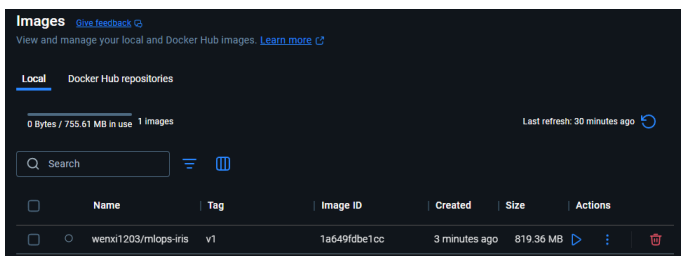 Images Give feedback
View and manage your local and Docker Hub images. Learn more
Local Docker Hub repositories
0 Bytes / 755.61 MB in use 1 images Last refresh: 30 minutes ago
Search
Name Tag Image ID Created Size Actions
wenxi1203/mlops-iris v1 1a649fdbe1cc 3 minutes ago 819.36 MB